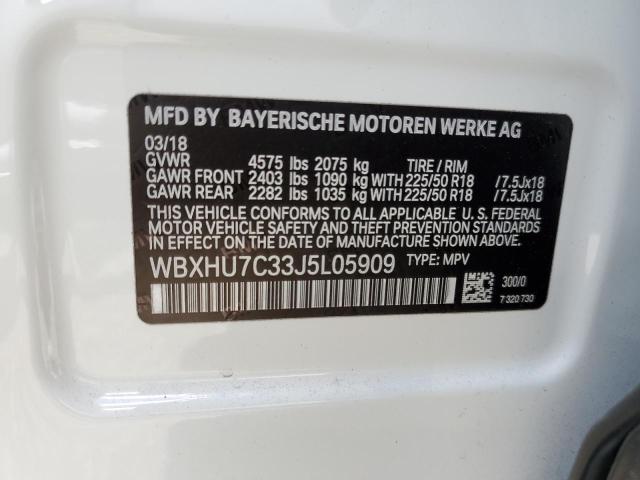 MFD BY BAYERISCHE MOTOREN WERKE AG
03/18
GVWR 4575 lbs 2075 kg TIRE / RIM
GAWR FRONT 2403 lbs 1090 kg WITH 225/50 R18 /7.5Jx18
GAWR REAR 2282 lbs 1035 kg WITH 225/50 R18 /7.5Jx18
THIS VEHICLE CONFORMS TO ALL APPLICABLE U. S. FEDERAL
MOTOR VEHICLE SAFETY AND THEFT PREVENTION STANDARDS
IN EFFECT ON THE DATE OF MANUFACTURE SHOWN ABOVE.
WBXHU7C33J5L05909 TYPE: MPV
300/0
7 320 730